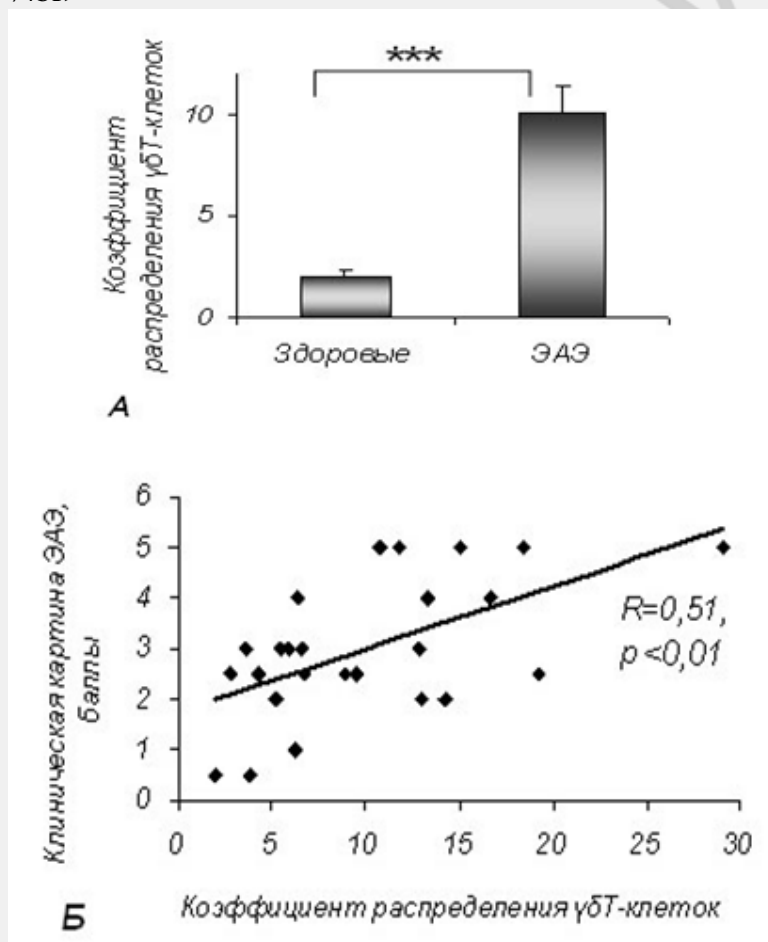 Коэффициент
распределения γδТ-клеток
***
10
5
0
Здоровые ЭАЭ
А
Клиническая картина ЭАЭ,
баллы
6
5
4
3
2
1
0
R=0,51,
p<0,01
0 5 10 15 20 25 30
Коэффициент распределения γδТ-клеток
Б